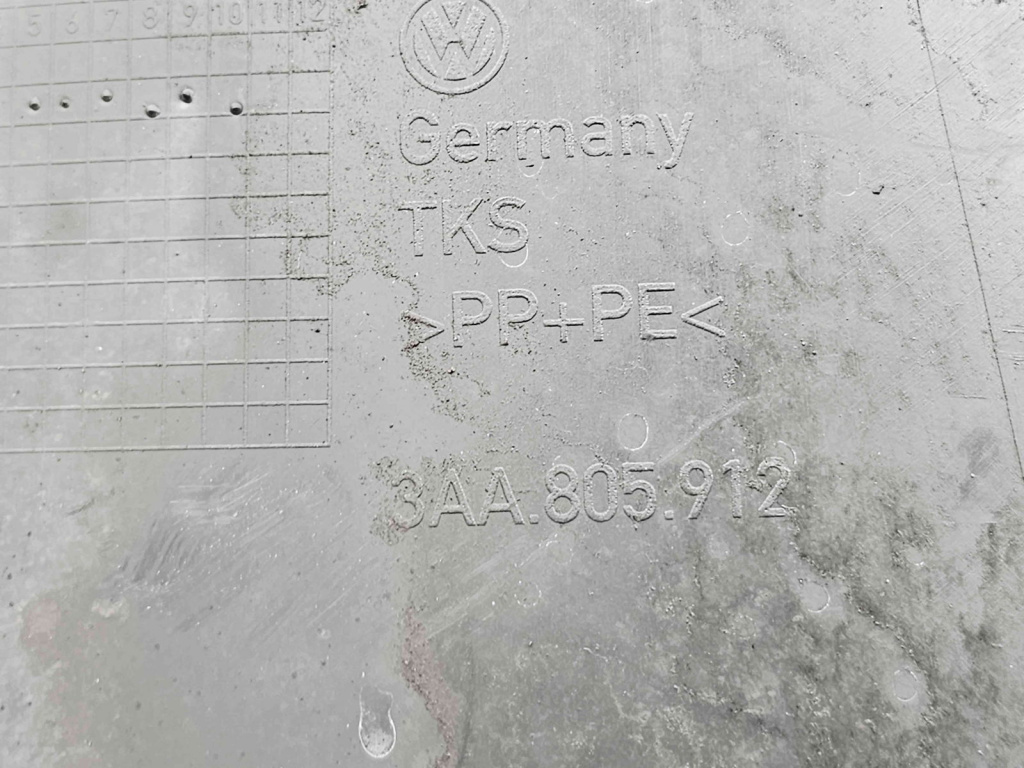 5 6 7 8 9 10 11 12
VW
Germany
TKS
>PP+PE<
3AA.805.912